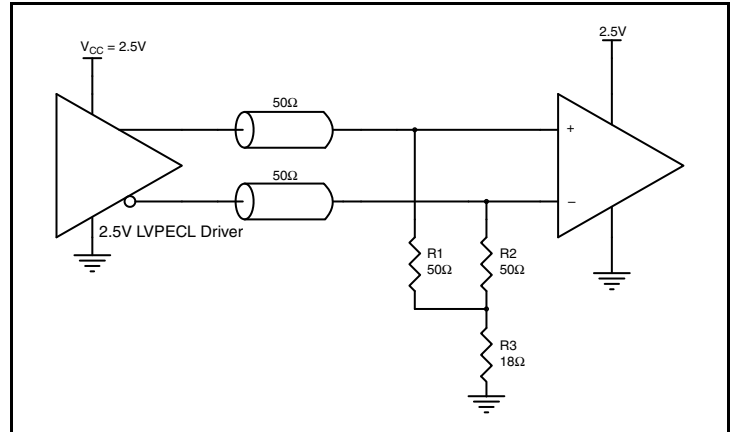 V_CC = 2.5V
2.5V
50Ω
50Ω
+
–
2.5V LVPECL Driver
R1
50Ω
R2
50Ω
R3
18Ω